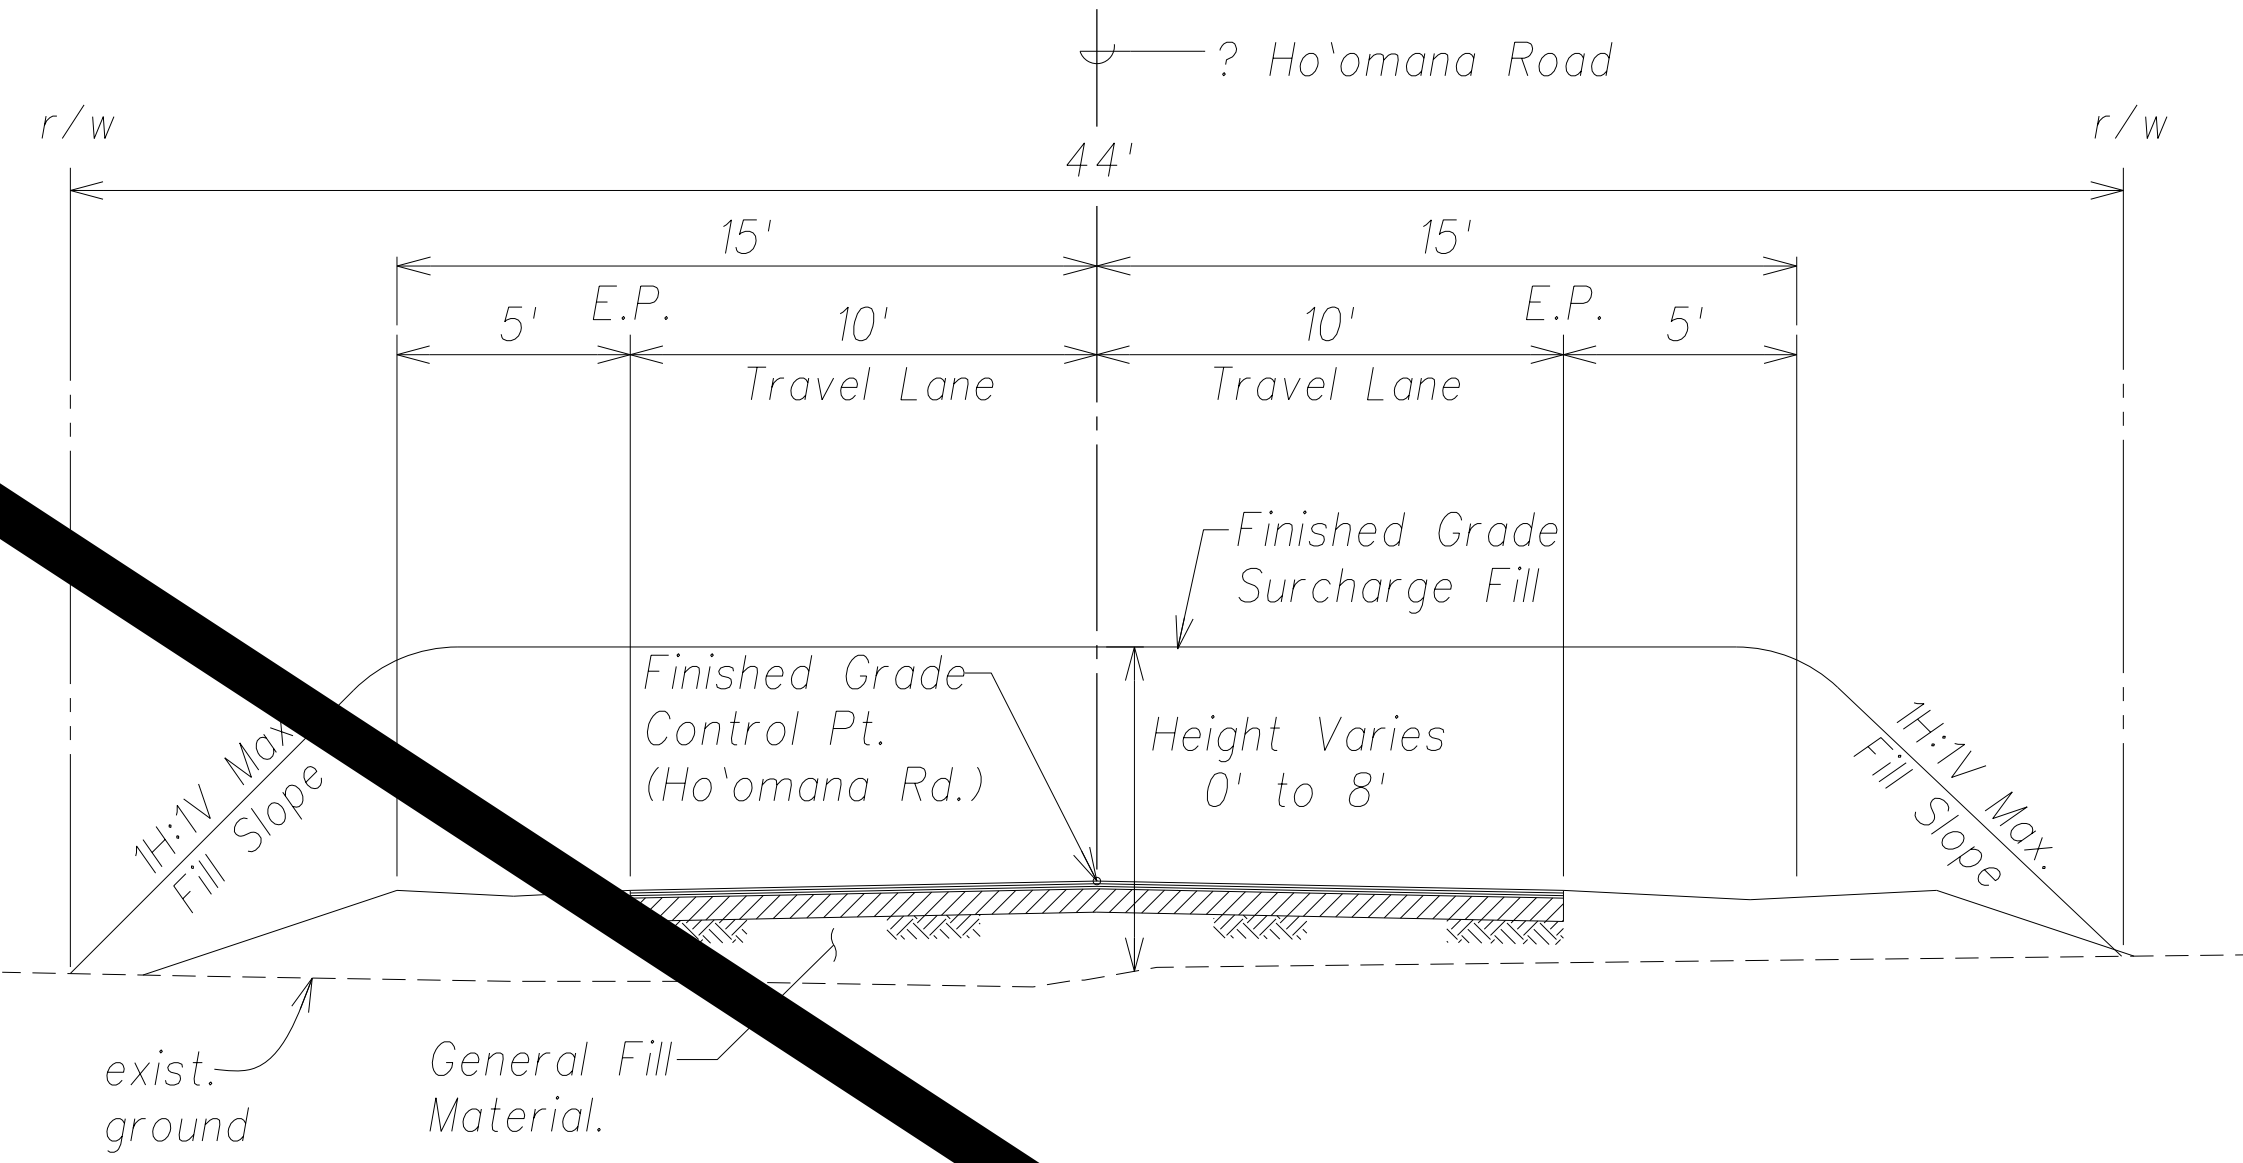 ? Ho‘omana Road
r/w
r/w
44'
15'
15'
5'
E.P.
10'
10'
E.P.
5'
Travel Lane
Travel Lane
Finished Grade
Surcharge Fill
Finished Grade
Control Pt.
(Ho‘omana Rd.)
Height Varies
0' to 8'
1H:1V Max.
Fill Slope
1H:1V Max.
Fill Slope
exist.
ground
General Fill
Material.